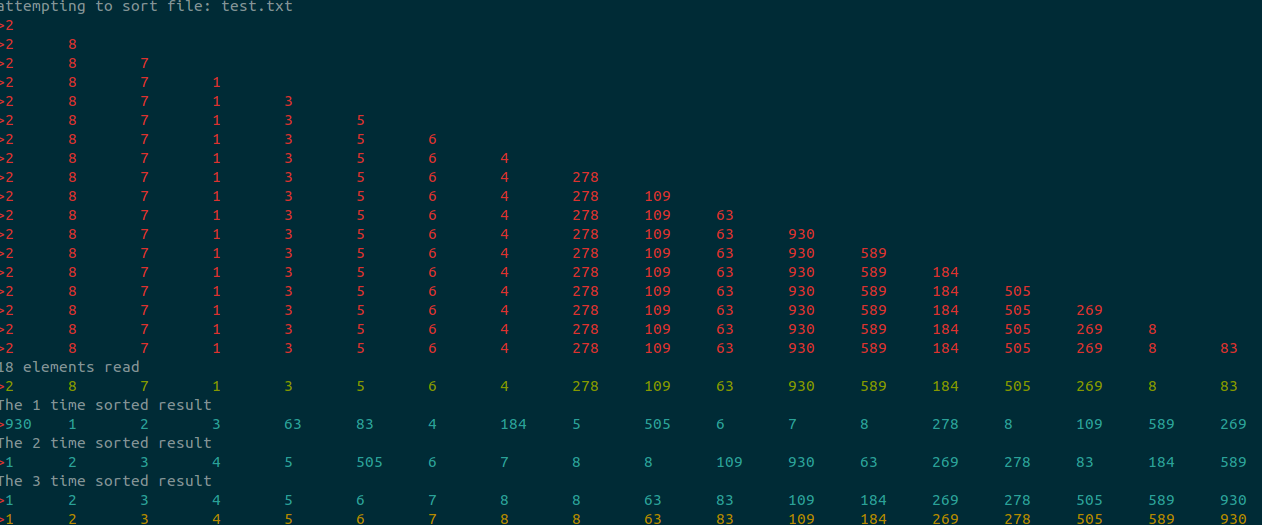 attempting to sort file: test.txt
>2
>2 8
>2 8 7
>2 8 7 1
>2 8 7 1 3
>2 8 7 1 3 5
>2 8 7 1 3 5 6
>2 8 7 1 3 5 6 4
>2 8 7 1 3 5 6 4 278
>2 8 7 1 3 5 6 4 278 109
>2 8 7 1 3 5 6 4 278 109 63
>2 8 7 1 3 5 6 4 278 109 63 930
>2 8 7 1 3 5 6 4 278 109 63 930 589
>2 8 7 1 3 5 6 4 278 109 63 930 589 184
>2 8 7 1 3 5 6 4 278 109 63 930 589 184 505
>2 8 7 1 3 5 6 4 278 109 63 930 589 184 505 269
>2 8 7 1 3 5 6 4 278 109 63 930 589 184 505 269 8
>2 8 7 1 3 5 6 4 278 109 63 930 589 184 505 269 8 83
18 elements read
>2 8 7 1 3 5 6 4 278 109 63 930 589 184 505 269 8 83
The 1 time sorted result
>930 1 2 3 63 83 4 184 5 505 6 7 8 278 8 109 589 269
The 2 time sorted result
>1 2 3 4 5 505 6 7 8 8 109 930 63 269 278 83 184 589
The 3 time sorted result
>1 2 3 4 5 6 7 8 8 63 83 109 184 269 278 505 589 930
>1 2 3 4 5 6 7 8 8 63 83 109 184 269 278 505 589 930